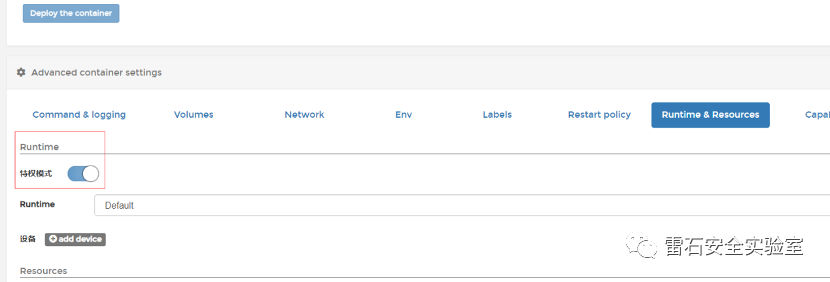 Deploy the container
Advanced container settings
Command & logging Volumes Network Env Labels Restart policy Runtime & Resources Capal
Runtime
特权模式
Runtime Default
设备 add device
雷石安全实验室
Resources